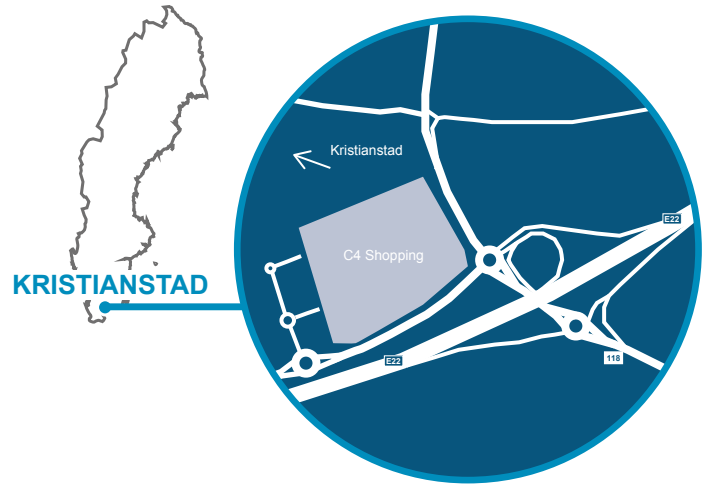 Kristianstad
E22
C4 Shopping
KRISTIANSTAD
E22
118